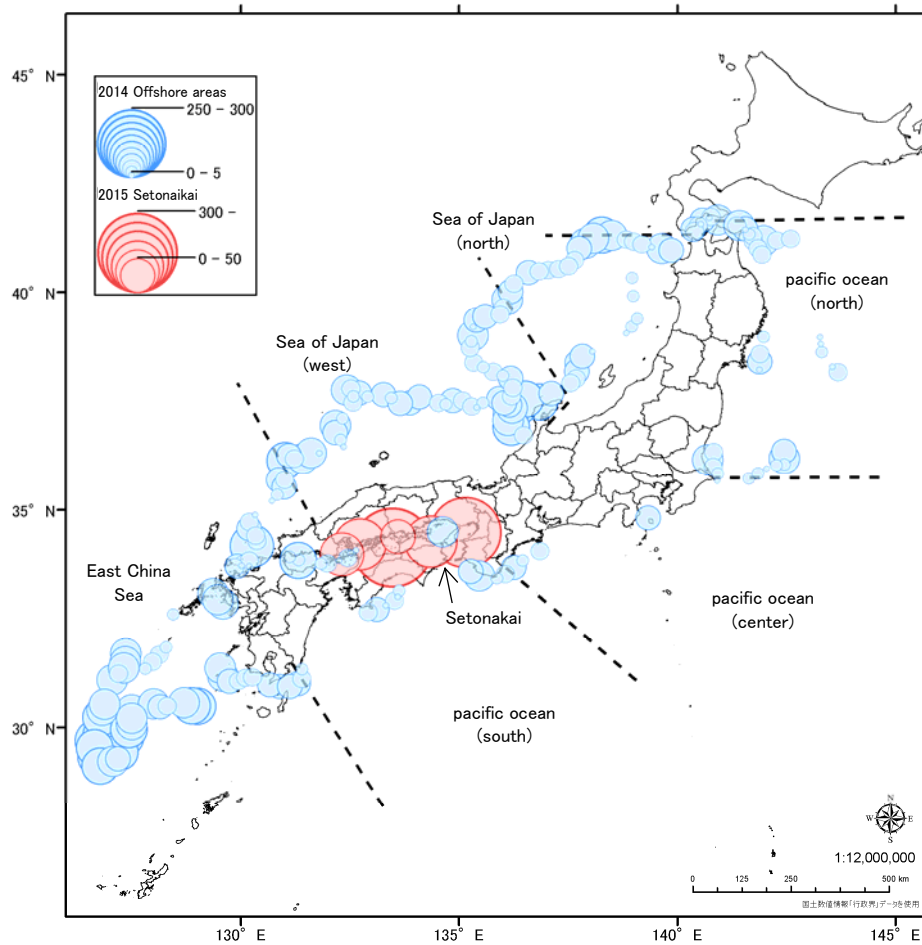 45° N
2014 Offshore areas
250 - 300
0 - 5
2015 Setonaikai
300 -
0 - 50
Sea of Japan
(north)
40° N
pacific ocean
(north)
Sea of Japan
(west)
35° N
East China
Sea
Setonakai
pacific ocean
(center)
pacific ocean
(south)
30° N
N
W
E
S
1:12,000,000
0
125
250
500 km
国土数値情報「行政界」データを使用
130° E
135° E
140° E
145° E